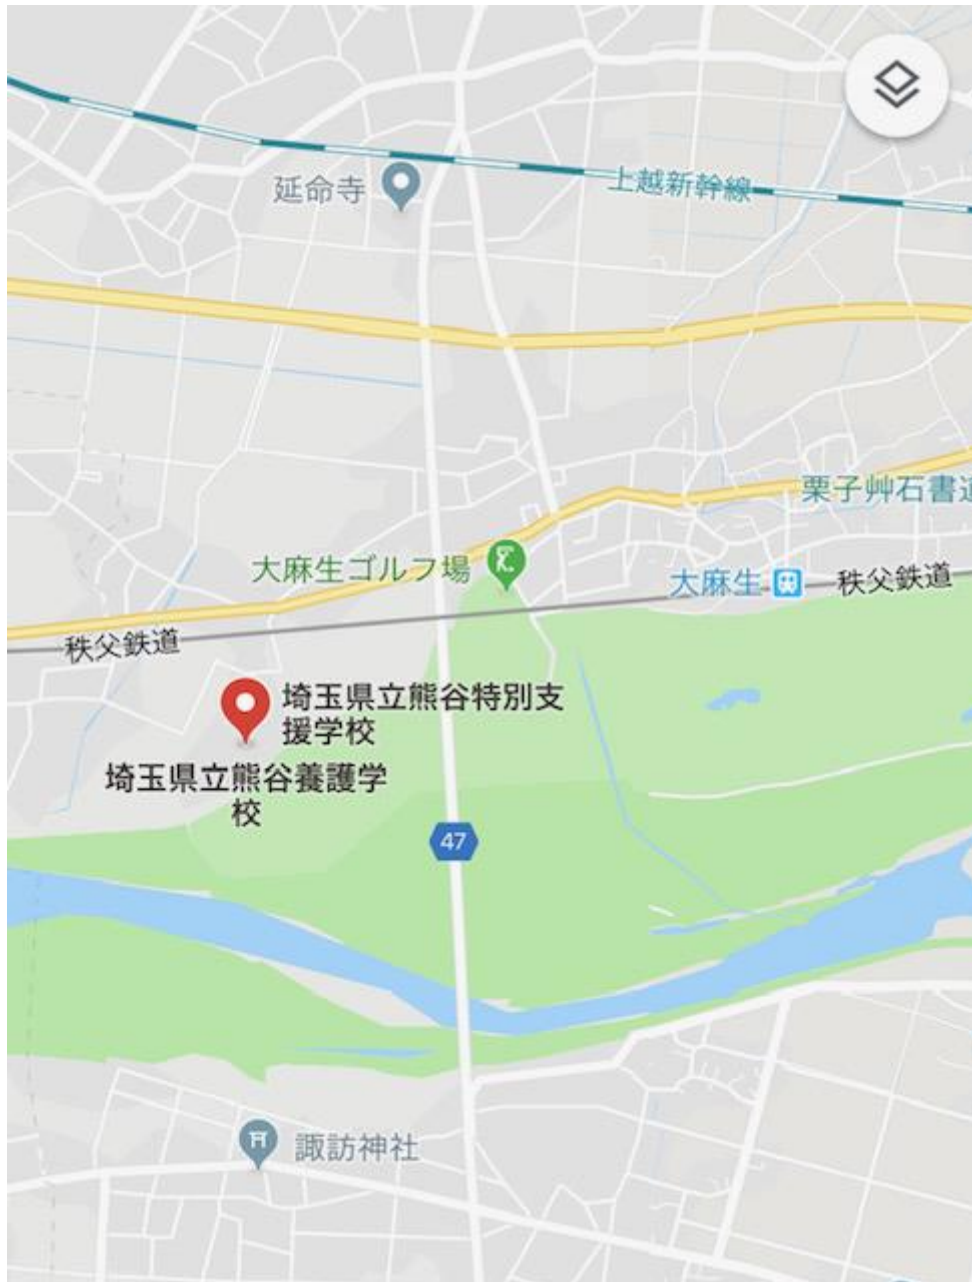 延命寺
上越新幹線
栗子艸石書道
大麻生ゴルフ場
大麻生
秩父鉄道
秩父鉄道
埼玉県立熊谷特別支
援学校
埼玉県立熊谷養護学
校
47
諏訪神社